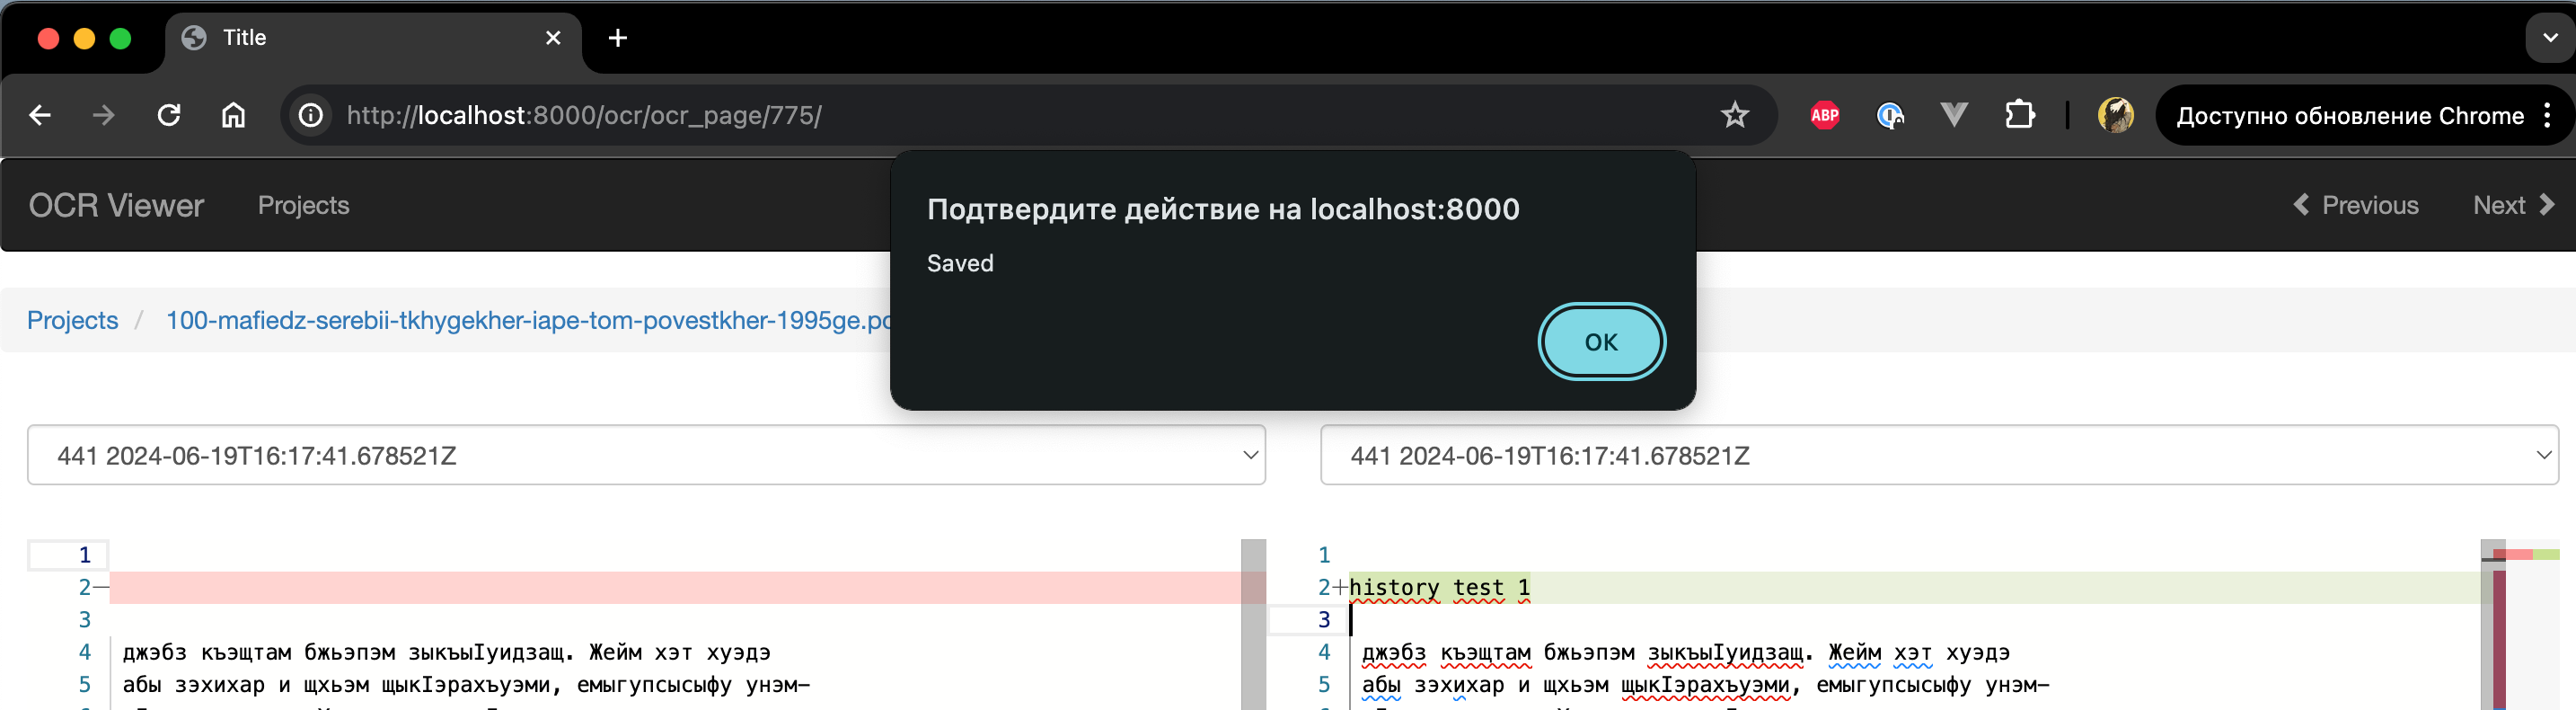 Title
http://localhost:8000/ocr/ocr_page/775/
ABP
Доступно обновление Chrome
OCR Viewer
Projects
Previous
Next
Подтвердите действие на localhost:8000
Saved
ОК
Projects / 100-mafiedz-serebii-tkhygekher-iape-tom-povestkher-1995ge.
441 2024-06-19T16:17:41.678521Z
441 2024-06-19T16:17:41.678521Z
1
2—
3
4 джэбз къэщтам бжьэпэм зыкъыIуидзащ. Жейм хэт хуэдэ
5 абы зэхихар и щхьэм щыкIэрахъуэми, емыгупсысыфу унэм—
1
2+history test 1
3
4 джэбз къэщтам бжьэпэм зыкъыIуидзащ. Жейм хэт хуэдэ
5 абы зэхихар и щхьэм щыкIэрахъуэми, емыгупсысыфу унэм—